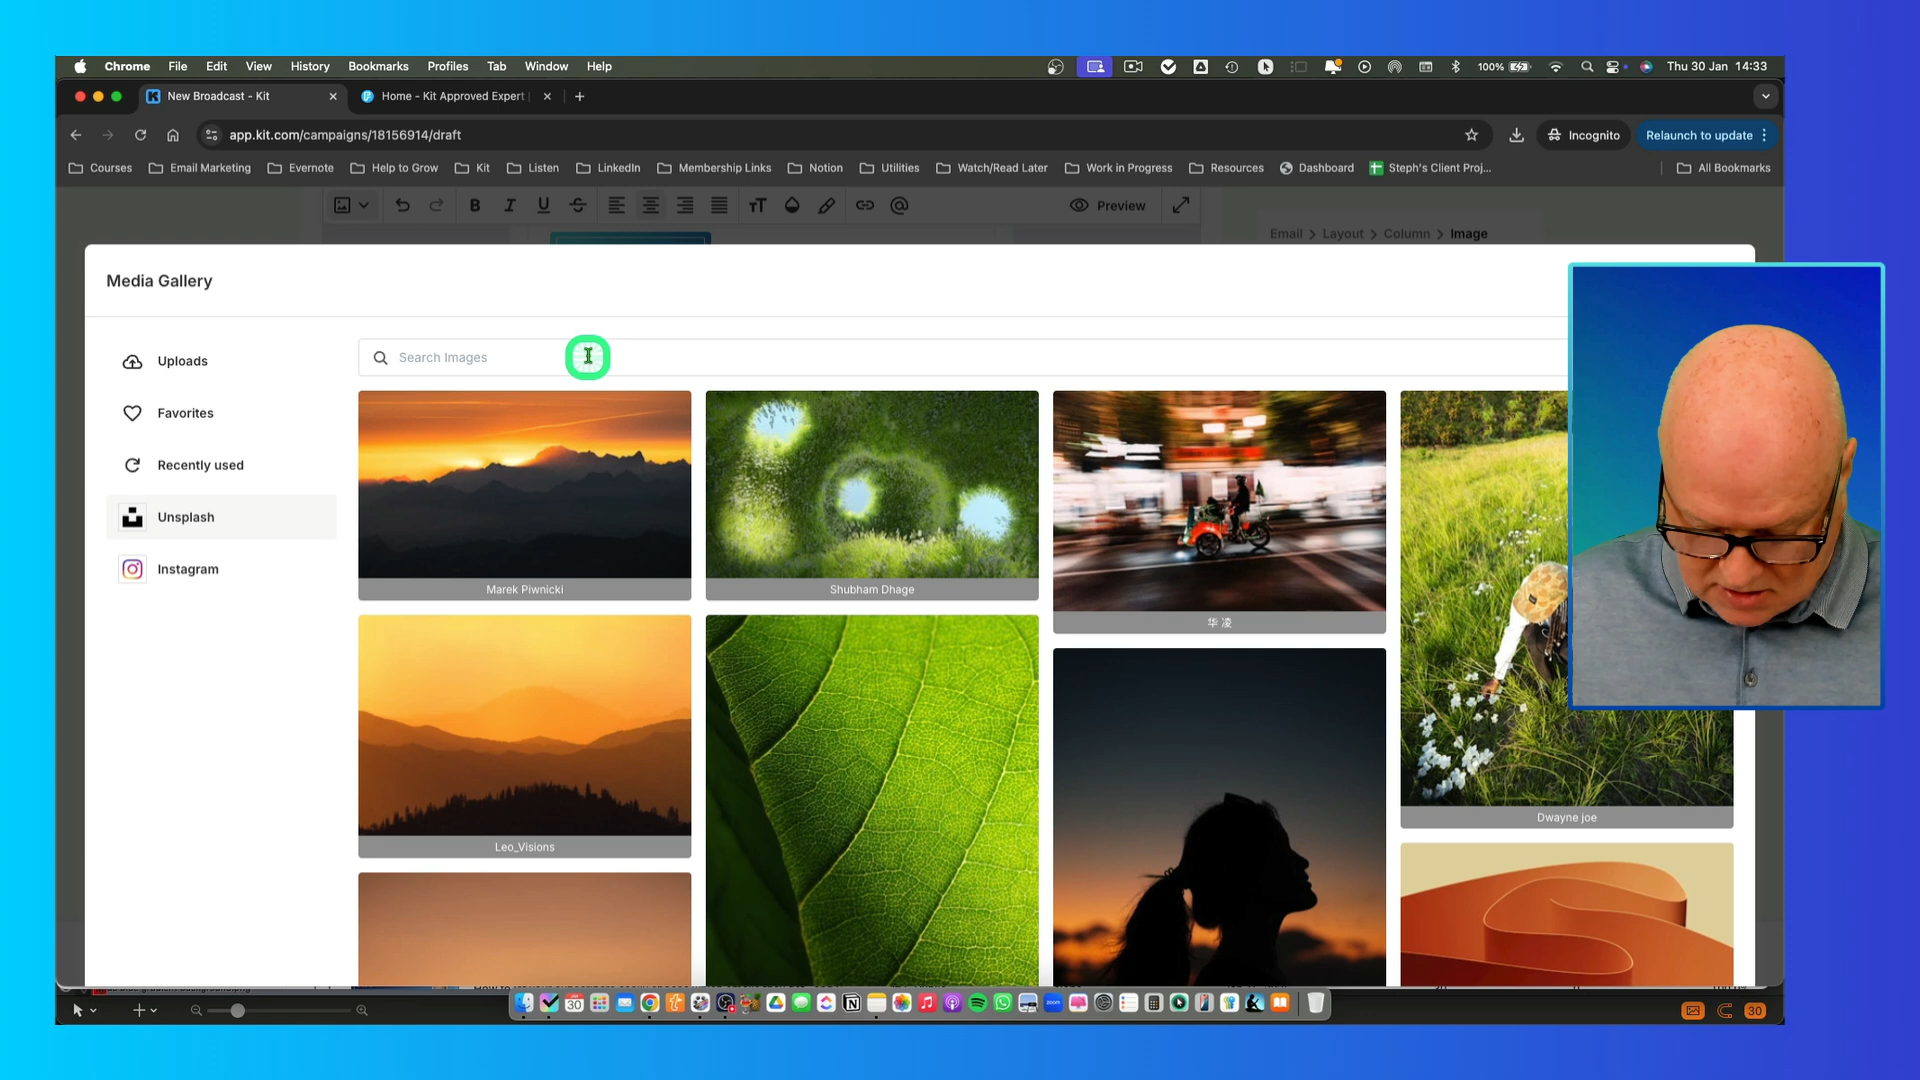 Chrome File Edit View History Bookmarks Profiles Tab Window Help 100% Thu 30 Jan 14:33
New Broadcast - Kit Home - Kit Approved Expert
app.kit.com/campaigns/18156914/draft Incognito Relaunch to update
Courses Email Marketing Evernote Help to Grow Kit Listen LinkedIn Membership Links Notion Utilities Watch/Read Later Work in Progress Resources Dashboard Steph's Client Proj... All Bookmarks
B I U S Preview
Email > Layout > Column > Image
Media Gallery
Uploads
Search Images
Favorites
Recently used
Unsplash
Instagram
Marek Piwnicki
Shubham Dhage
华 凌
Dwayne joe
Leo_Visions
30
30